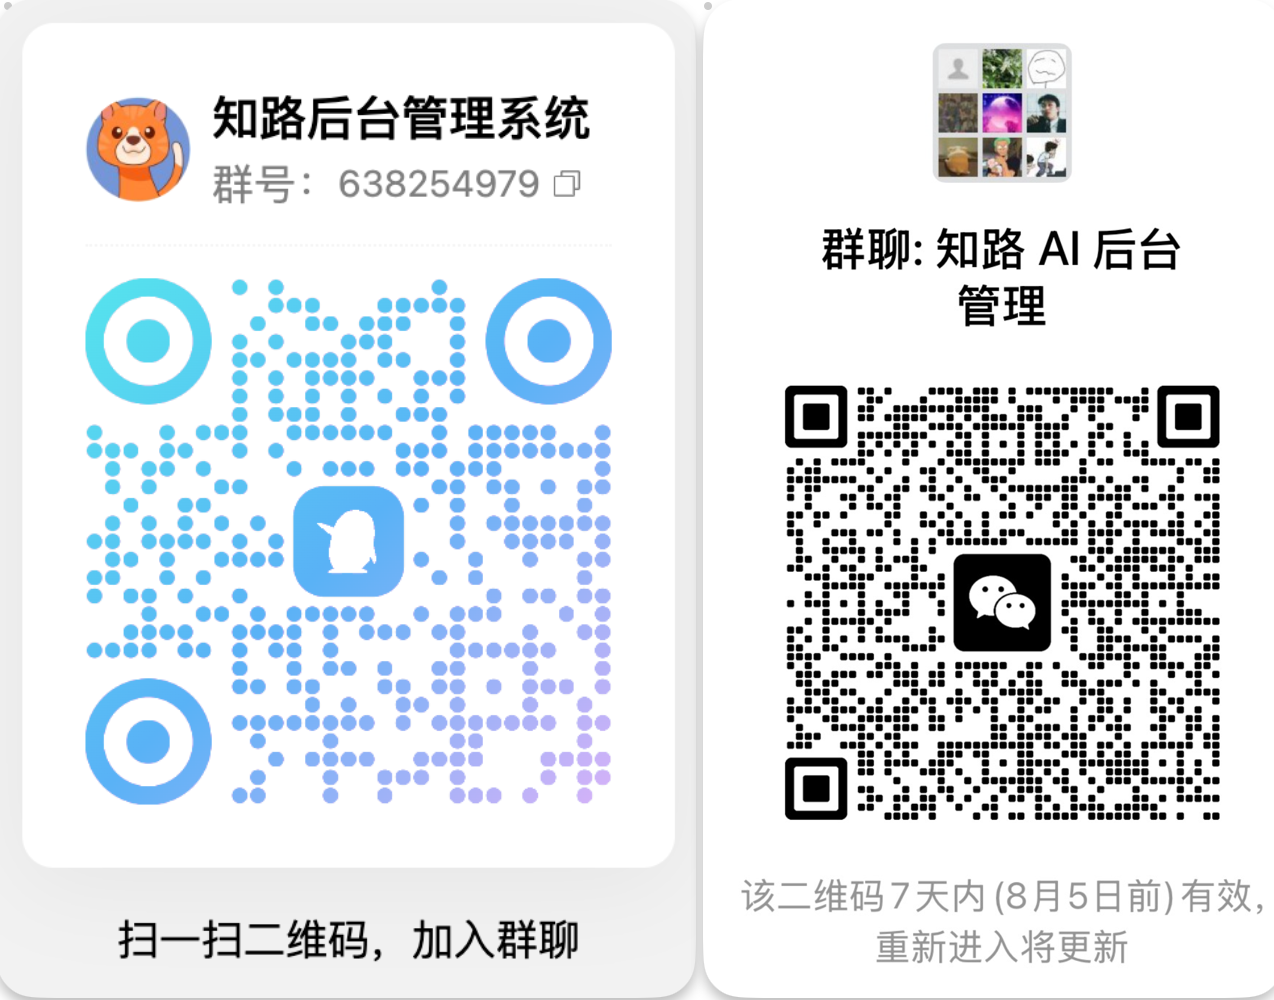 知路后台管理系统
群号：638254979
扫一扫二维码，加入群聊
群聊: 知路 AI 后台
管理
该二维码7天内(8月5日前)有效，
重新进入将更新